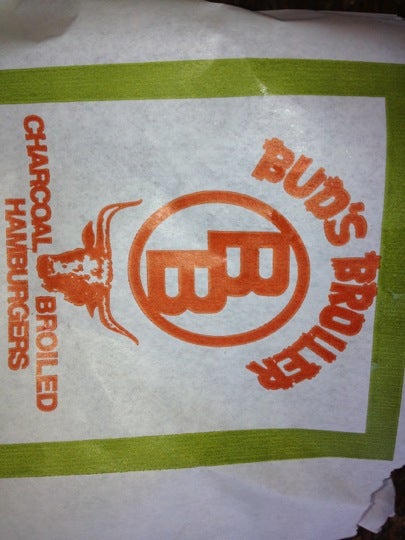 BUD'S BROILER
BB
CHARCOAL BROILED
HAMBURGERS